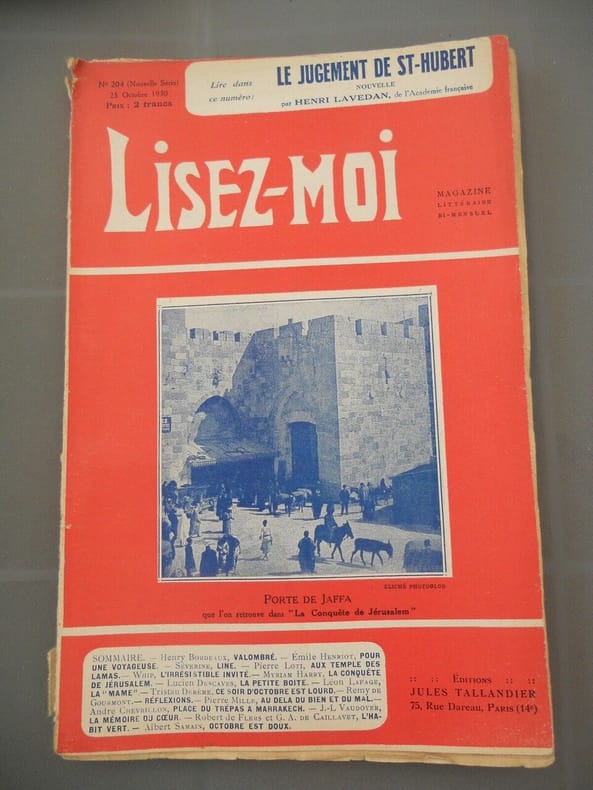 No 204 (Nouvelle Série)
25 Octobre 1930
PRIX : 2 francs
Lire dans
ce numéro :
LE JUGEMENT DE ST-HUBERT
NOUVELLE
par HENRI LAVEDAN, de l'Académie française
LISEZ-MOI
MAGAZINE
LITTÉRAIRE
BI-MENSUEL
CLICHÉ PHOTOGLOB
PORTE DE JAFFA
que l'on retrouve dans "La Conquête de Jérusalem"
SOMMAIRE. — Henry BORDEAUX, VALOMBRÉ. — Émile HENRIOT, POUR
UNE VOYAGEUSE. — SÉVERINE, LINE. — Pierre LOTI, AUX TEMPLES DES
LAMAS. — WHIP, L'IRRÉSISTIBLE INVITÉ. — Myriam HARRY, LA CONQUÊTE
DE JÉRUSALEM. — Lucien DESCAVES, LA PETITE BOITE. — Léon LAFAGE,
LA "MAME" — Tristan DERÈME, CE SOIR D'OCTOBRE EST LOURD. — Remy de
GOURMONT. — RÉFLEXIONS. — Pierre MILLE, AU DELA DU BIEN ET DU MAL. —
André CHEVRILLON, PLACE DU TRÉPAS A MARRAKECH. — J.-L VAUDOYER,
LA MÉMOIRE DU CŒUR. — Robert de FLERS et G. A. de CAILLAVET, L'HA-
BIT VERT. — Albert SAMAIN, OCTOBRE EST DOUX.
:: :: ÉDITIONS :: ::
JULES TALLANDIER
75, Rue Dareau, PARIS (14e)